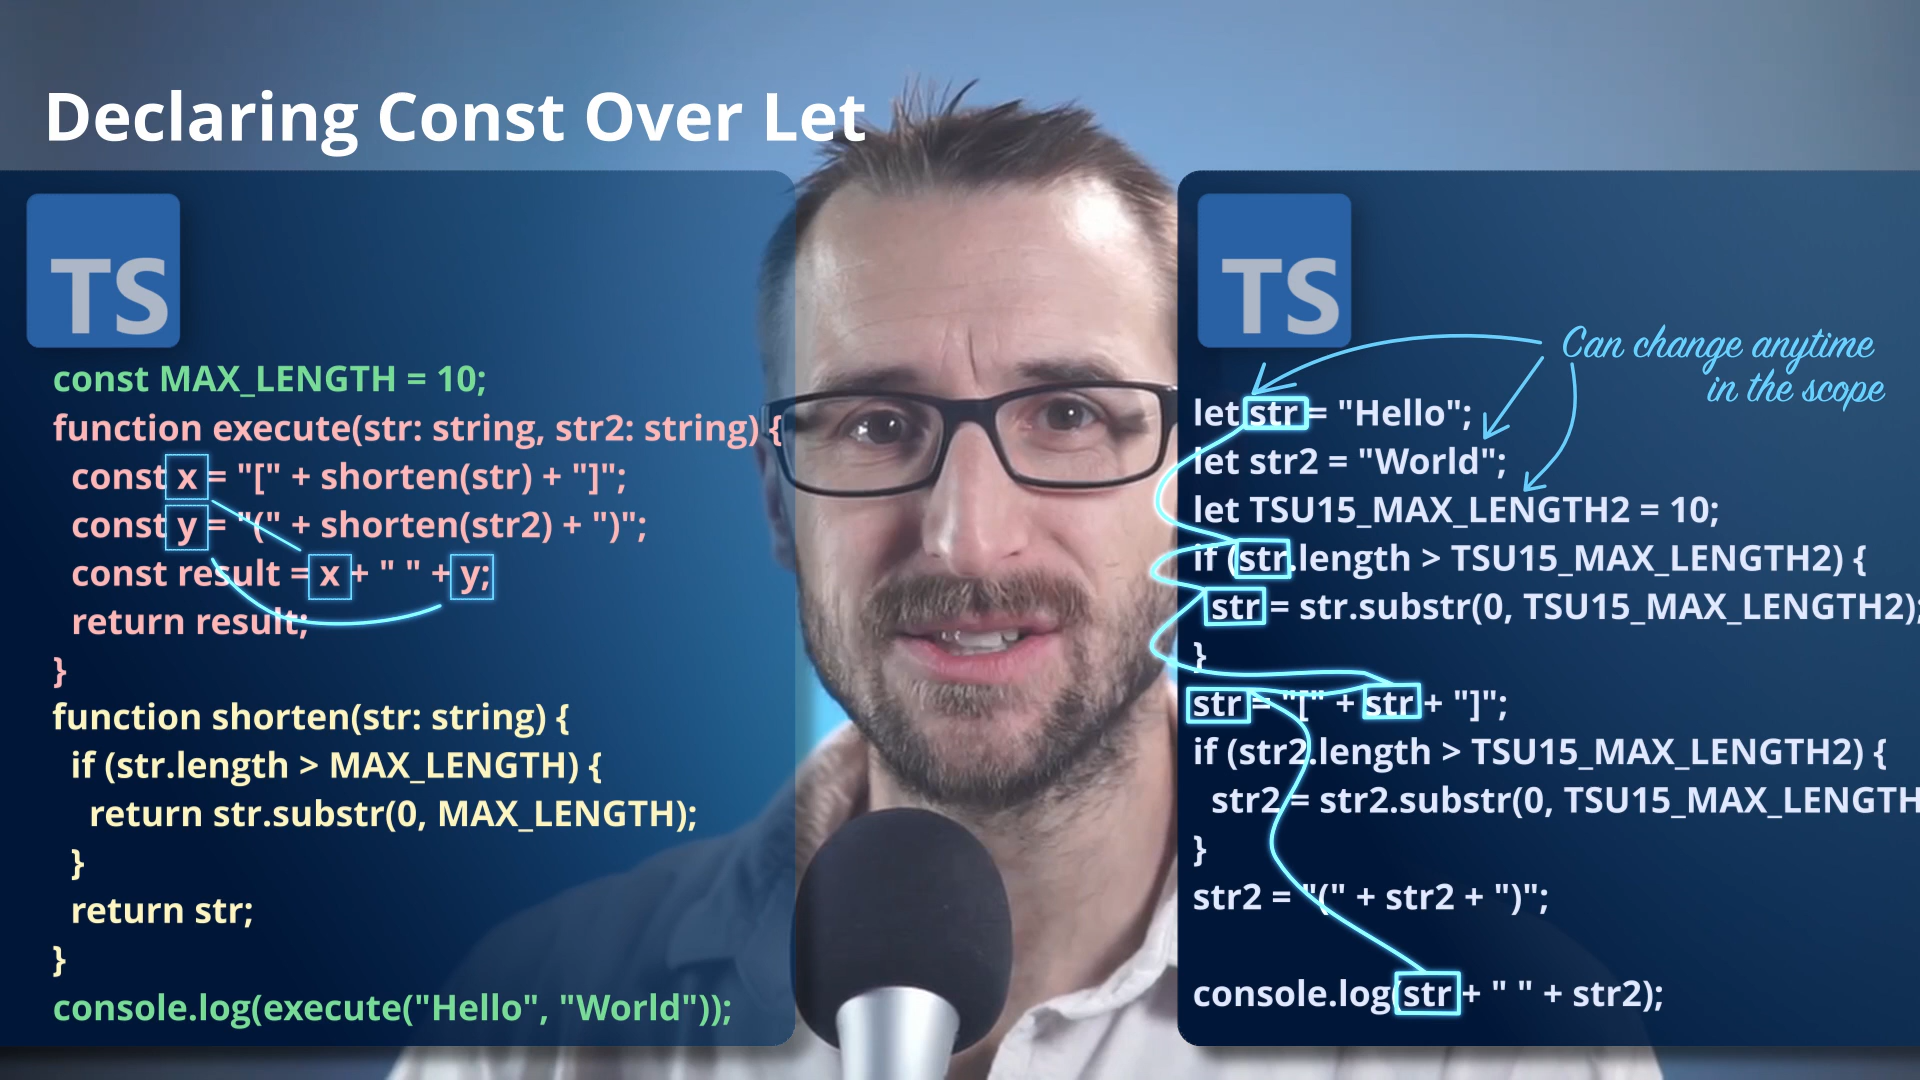 Declaring Const Over Let
TS
const MAX_LENGTH = 10;
function execute(str: string, str2: string) {
const x = "[" + shorten(str) + "]";
const y = "(" + shorten(str2) + ")";
const result = x + " " + y;
return result;
}
function shorten(str: string) {
if (str.length > MAX_LENGTH) {
return str.substr(0, MAX_LENGTH);
}
return str;
}
console.log(execute("Hello", "World"));
TS
Can change anytime
in the scope
let str = "Hello";
let str2 = "World";
let TSU15_MAX_LENGTH2 = 10;
if (str.length > TSU15_MAX_LENGTH2) {
str = str.substr(0, TSU15_MAX_LENGTH2);
}
str = "[" + str + "]";
if (str2.length > TSU15_MAX_LENGTH2) {
str2 = str2.substr(0, TSU15_MAX_LENGTH
}
str2 = "(" + str2 + ")";
console.log(str + " " + str2);